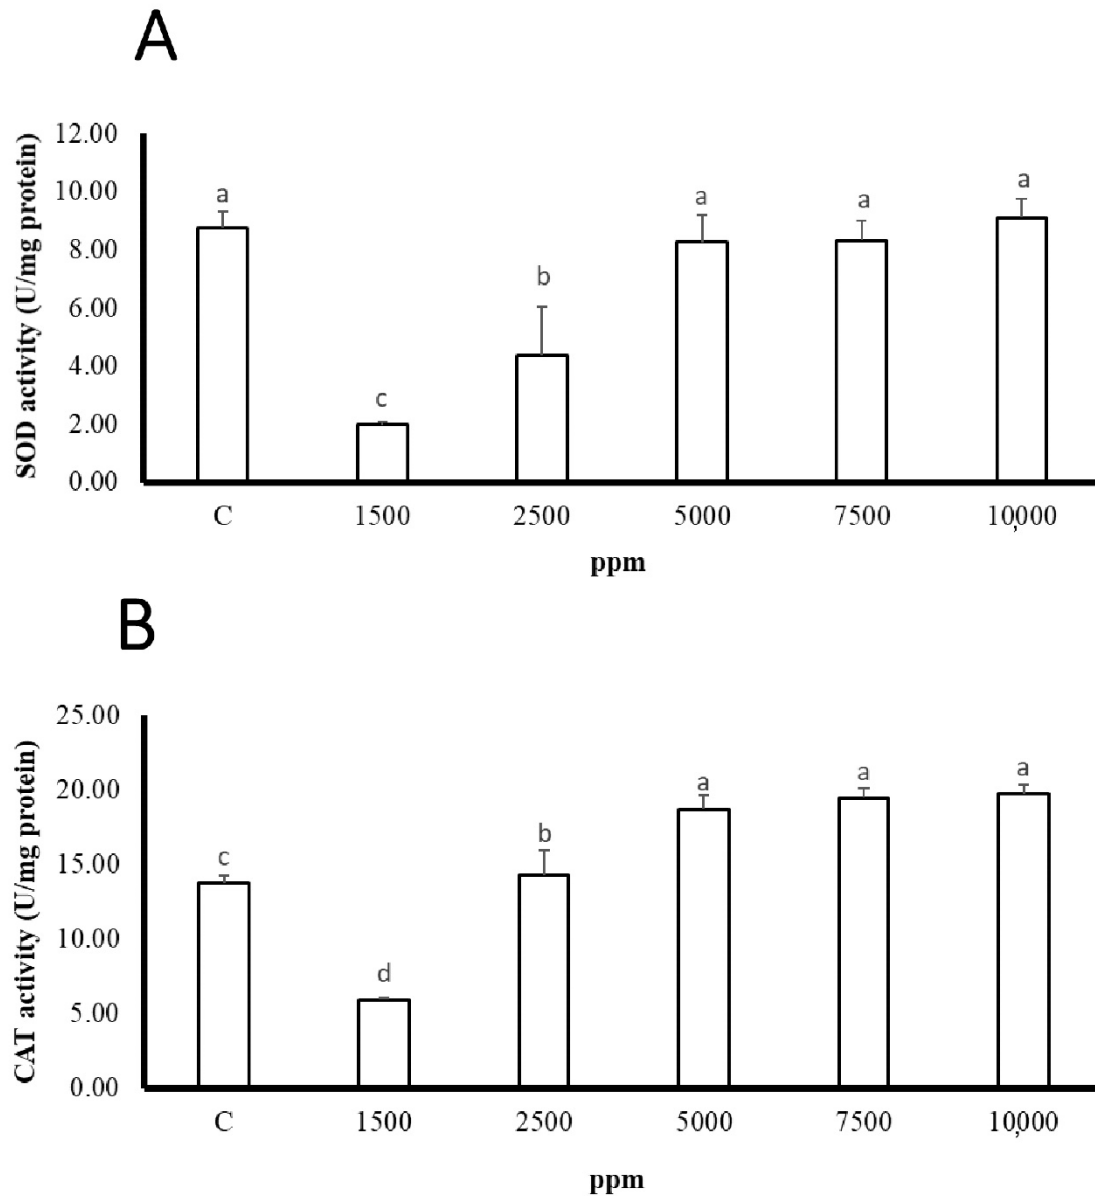 A
SOD activity (U/mg protein)
12.00
10.00
8.00
6.00
4.00
2.00
0.00
a
c
b
a
a
a
C 1500 2500 5000 7500 10,000
ppm
B
CAT activity (U/mg protein)
25.00
20.00
15.00
10.00
5.00
0.00
c
d
b
a
a
a
C 1500 2500 5000 7500 10,000
ppm